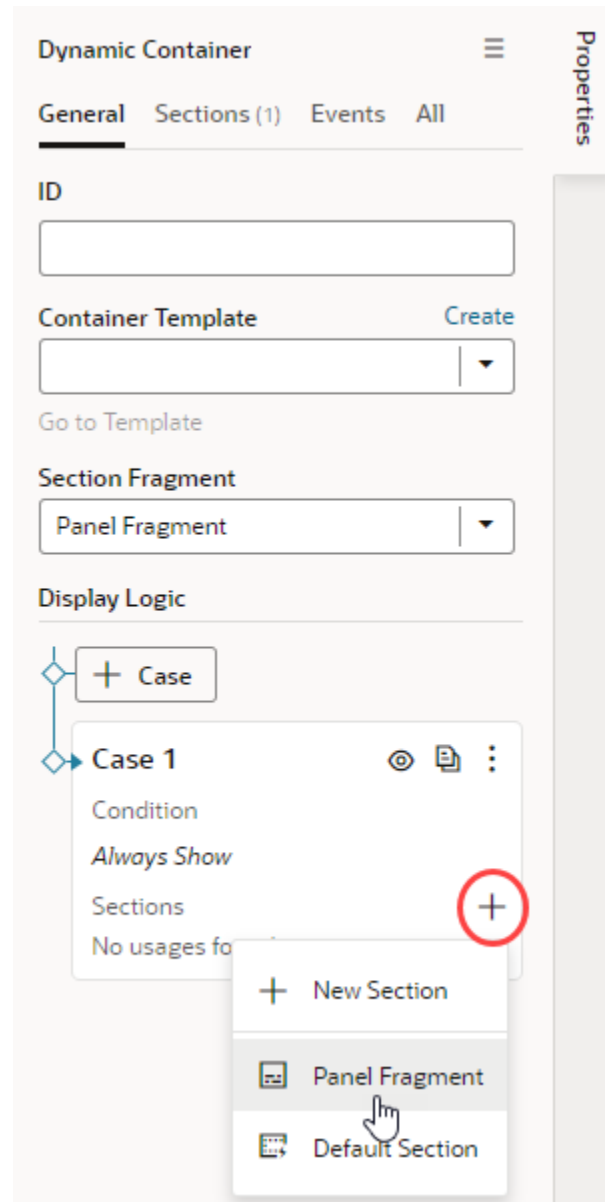 Dynamic Container
Properties
General Sections (1) Events All
ID
Container Template Create
Go to Template
Section Fragment
Panel Fragment
Display Logic
+ Case
Case 1
Condition
Always Show
Sections +
No usages
+ New Section
Panel Fragment
Default Section